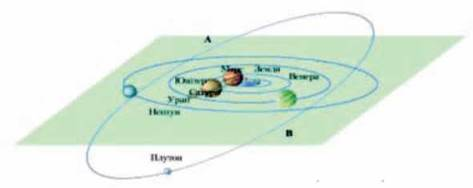 А
Марс
Земля
Юпитер
Венера
Сатурн
Уран
Нептун
В
Плутон